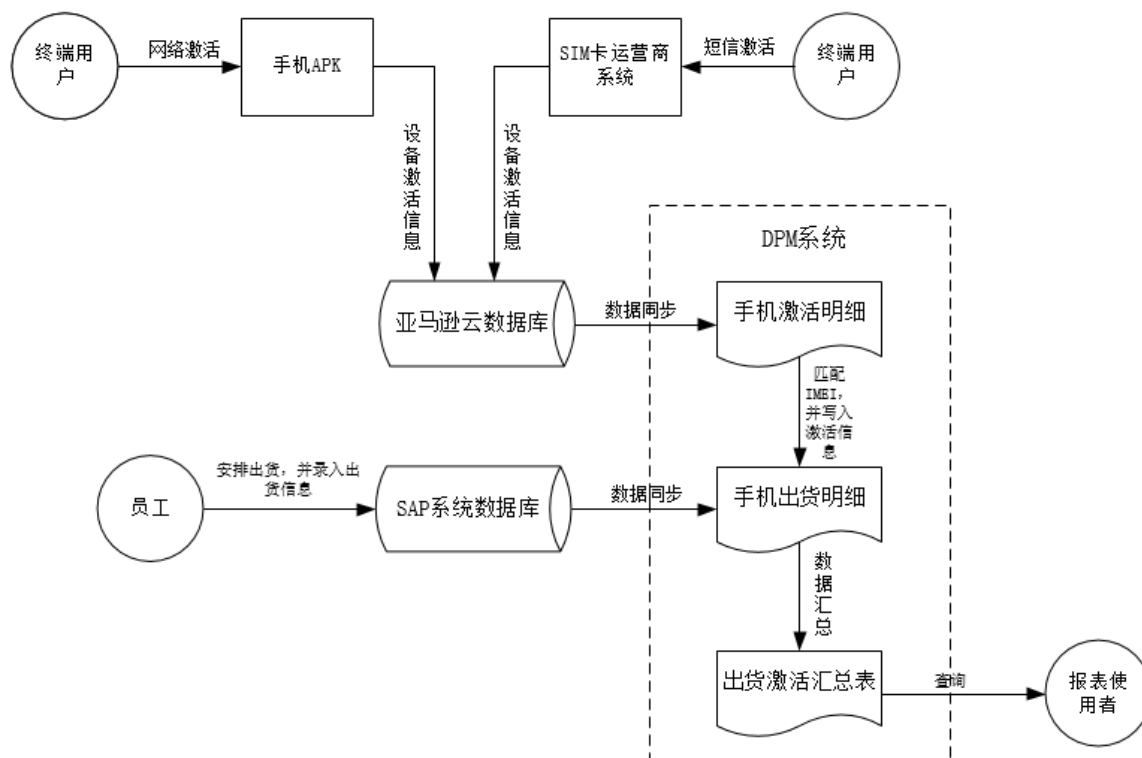 终端用
户
网络激活
手机APK
SIM卡运营商
系统
短信激活
终端用
户
设备激活信息
设备激活信息
DPM系统
亚马逊云数据库
数据同步
手机激活明细
匹配
IMEI，
并写入
激活信
息
员工
安排出货，并录入出
货信息
SAP系统数据库
数据同步
手机出货明细
数据汇总
出货激活汇总表
查询
报表使
用者